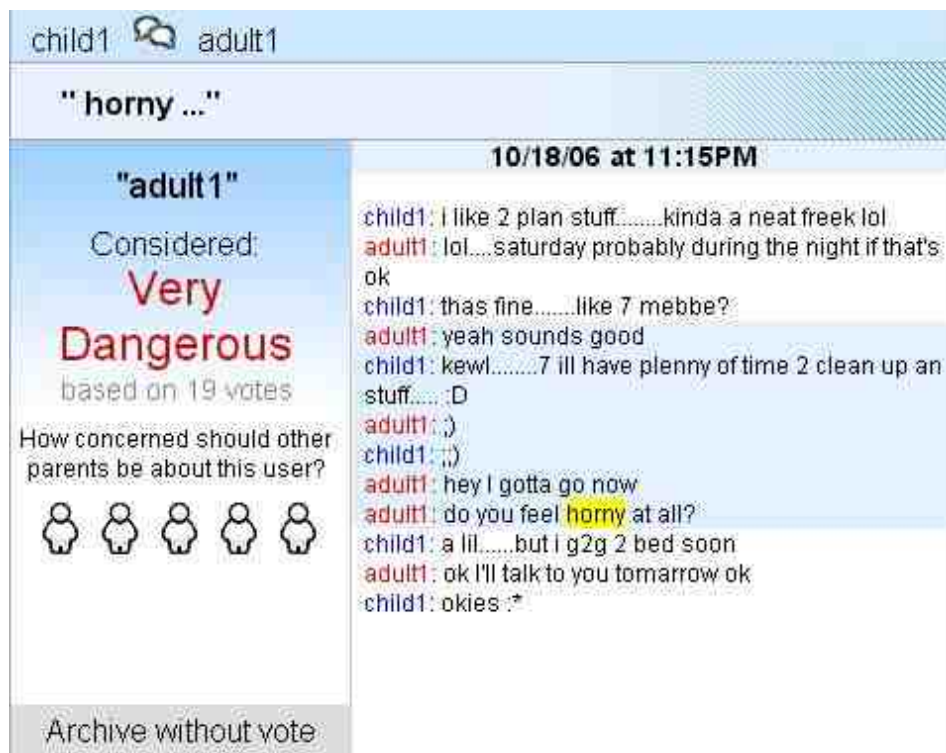 child1 adult1
" horny ..."
"adult1"
Considered:
Very
Dangerous
based on 19 votes
How concerned should other
parents be about this user?
Archive without vote
10/18/06 at 11:15PM
child1: i like 2 plan stuff........kinda a neat freek lol
adult1: lol....saturday probably during the night if that's
ok
child1: thas fine.......like 7 mebbe?
adult1: yeah sounds good
child1: kewl........7 ill have plenny of time 2 clean up an
stuff..... :D
adult1: ;)
child1: ;;)
adult1: hey I gotta go now
adult1: do you feel horny at all?
child1: a lil......but i g2g 2 bed soon
adult1: ok I'll talk to you tomarrow ok
child1: okies :*